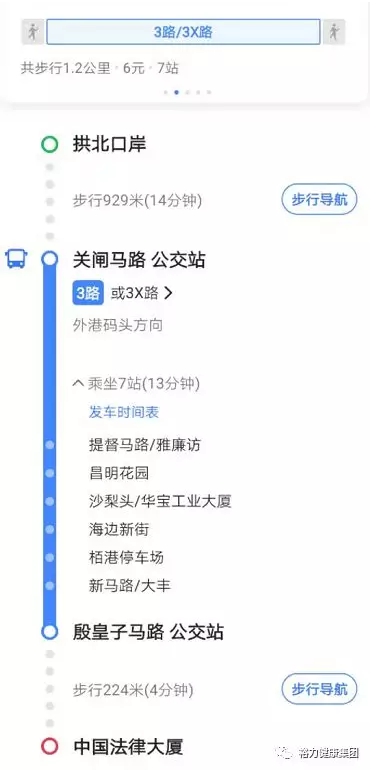 3路/3X路
共步行1.2公里 · 6元 · 7站
拱北口岸
步行929米(14分钟)
步行导航
关闸马路 公交站
3路 或3X路
外港码头方向
乘坐7站(13分钟)
发车时间表
提督马路/雅廉访
昌明花园
沙梨头/华宝工业大厦
海边新街
栢港停车场
新马路/大丰
殷皇子马路 公交站
步行224米(4分钟)
步行导航
中国法律大厦
格力健康集团